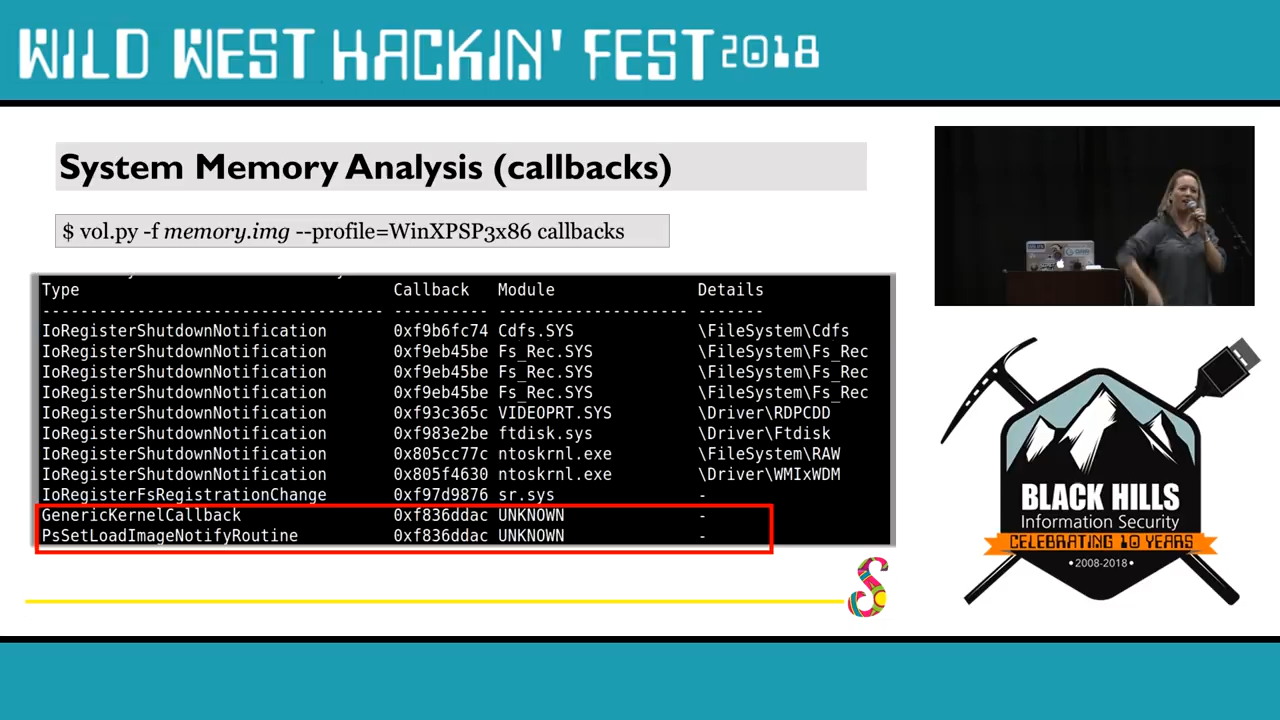 WILD WEST HACKIN' FEST 2018
System Memory Analysis (callbacks)
$ vol.py -f memory.img --profile=WinXPSP3x86 callbacks
Type Callback Module Details
------------------------------------ ---------- -------------------- -------
IoRegisterShutdownNotification 0xf9b6fc74 Cdfs.SYS \FileSystem\Cdfs
IoRegisterShutdownNotification 0xf9eb45be Fs_Rec.SYS \FileSystem\Fs_Rec
IoRegisterShutdownNotification 0xf9eb45be Fs_Rec.SYS \FileSystem\Fs_Rec
IoRegisterShutdownNotification 0xf9eb45be Fs_Rec.SYS \FileSystem\Fs_Rec
IoRegisterShutdownNotification 0xf93c365c VIDEOPRT.SYS \Driver\RDPCDD
IoRegisterShutdownNotification 0xf983e2be ftdisk.sys \Driver\Ftdisk
IoRegisterShutdownNotification 0x805cc77c ntoskrnl.exe \FileSystem\RAW
IoRegisterShutdownNotification 0x805f4630 ntoskrnl.exe \Driver\WMIxWDM
IoRegisterFsRegistrationChange 0xf97d9876 sr.sys -
GenericKernelCallback 0xf836ddac UNKNOWN -
PsSetLoadImageNotifyRoutine 0xf836ddac UNKNOWN -
S
BLACK HILLS
Information Security
CELEBRATING 10 YEARS
•2008-2018•